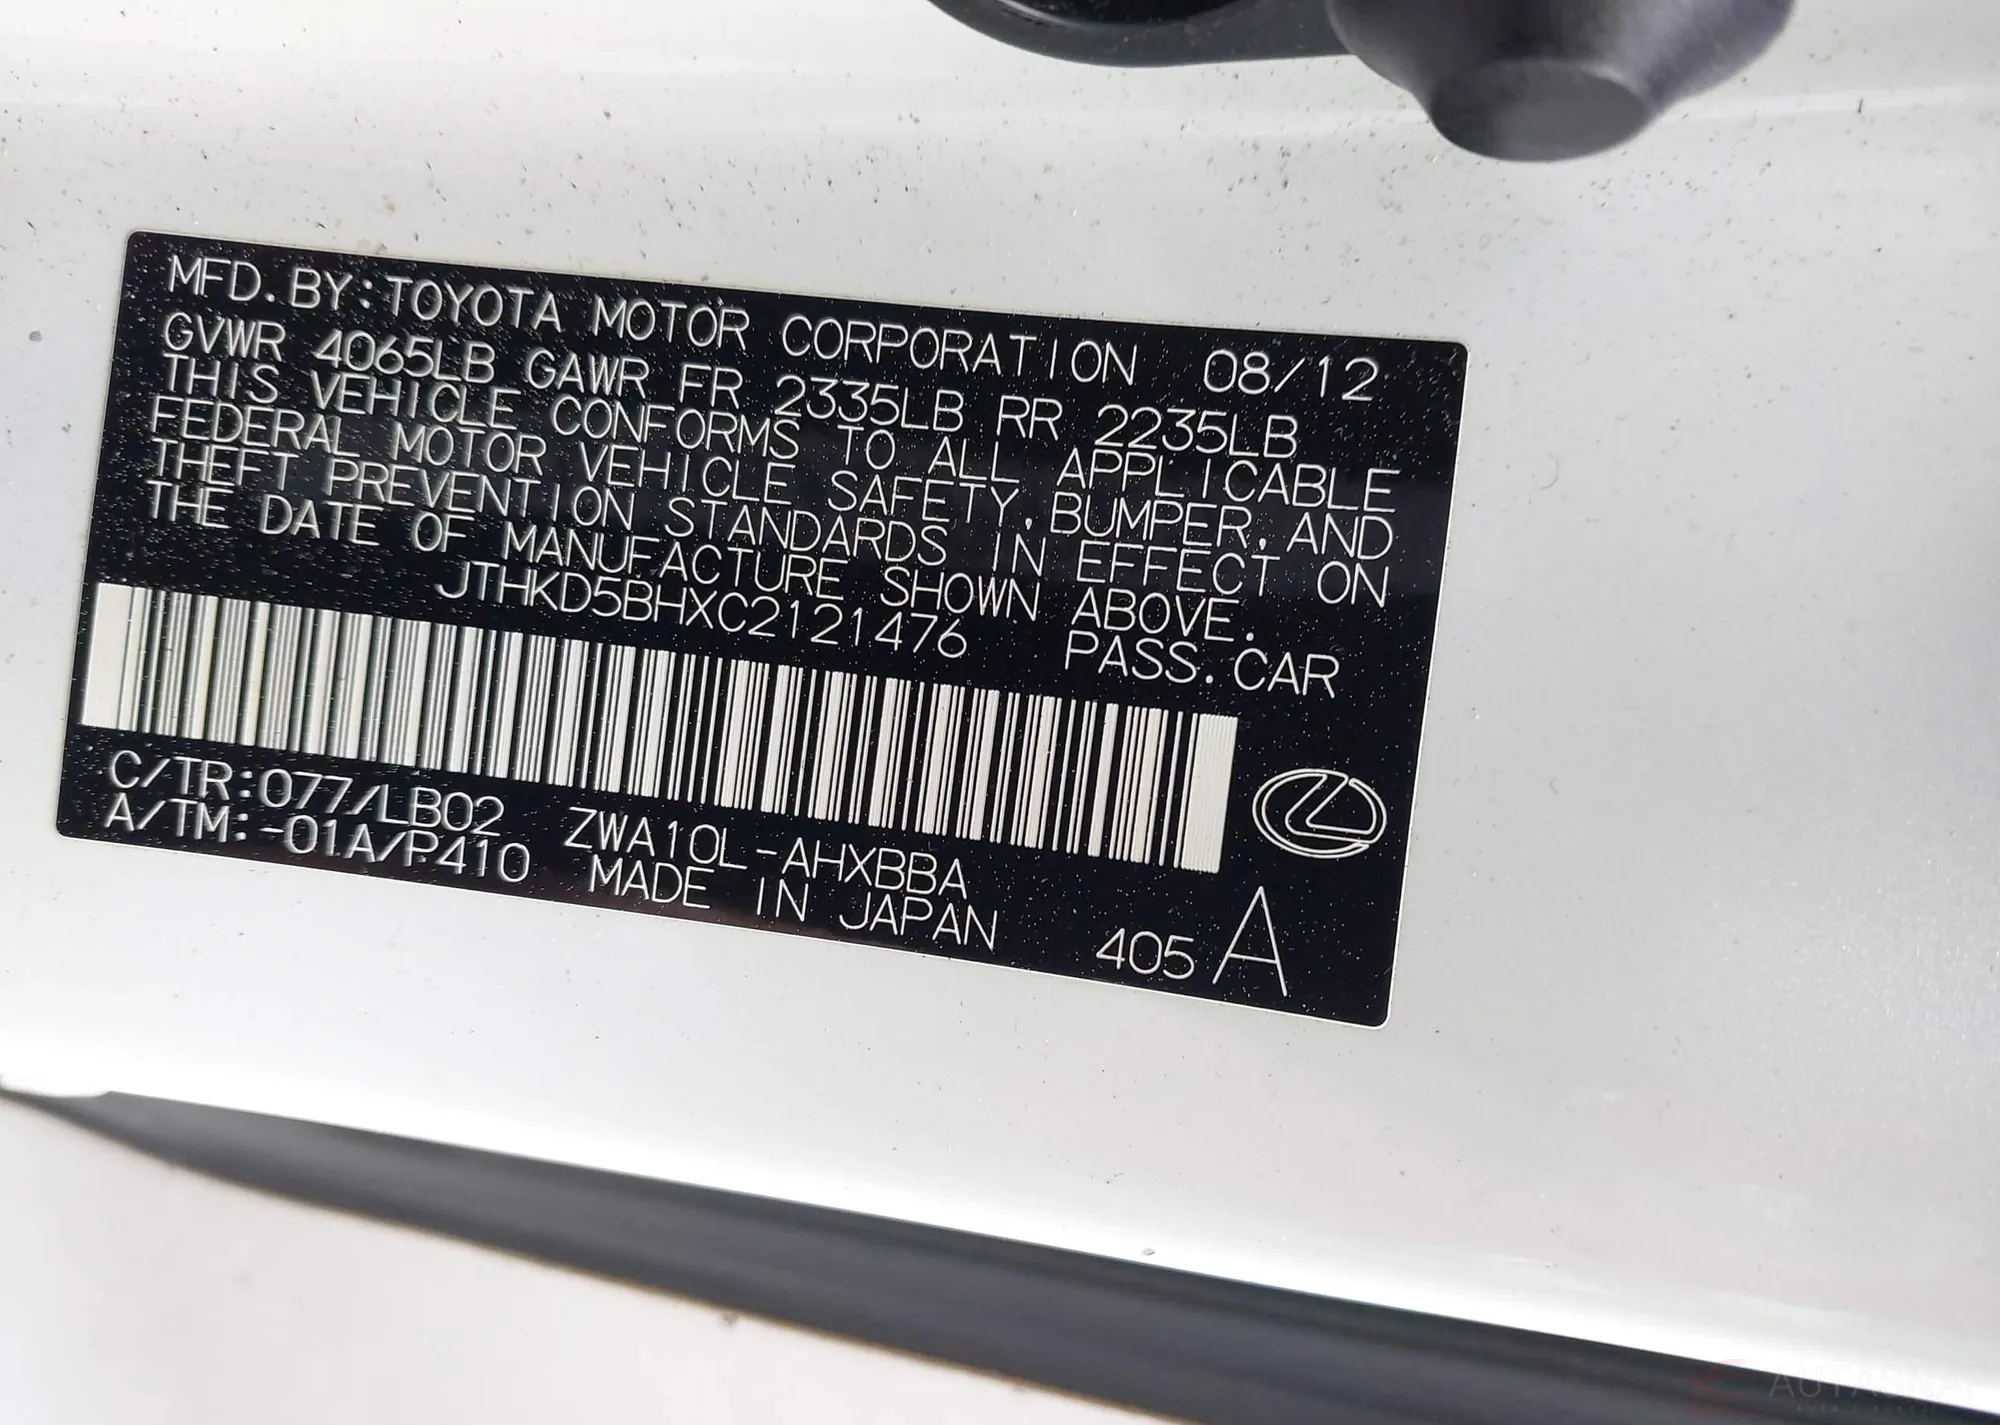 MFD. BY: TOYOTA MOTOR CORPORATION 08/12
GVWR 4065LB GAWR FR 2335LB RR 2235LB
THIS VEHICLE CONFORMS TO ALL APPLICABLE
FEDERAL MOTOR VEHICLE SAFETY, BUMPER, AND
THEFT PREVENTION STANDARDS IN EFFECT ON
THE DATE OF MANUFACTURE SHOWN ABOVE.
JTHKD5BHXC2121476 PASS. CAR
C/TR:077/LB02 ZWA10L-AHXBBA
A/TM:-01A/P410 MADE IN JAPAN
405 A